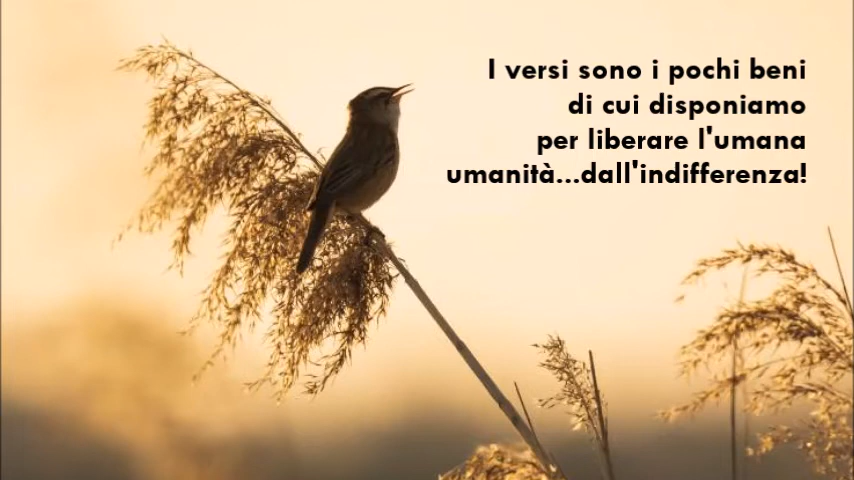 I versi sono i pochi beni
di cui disponiamo
per liberare l'umana
umanità...dall'indifferenza!